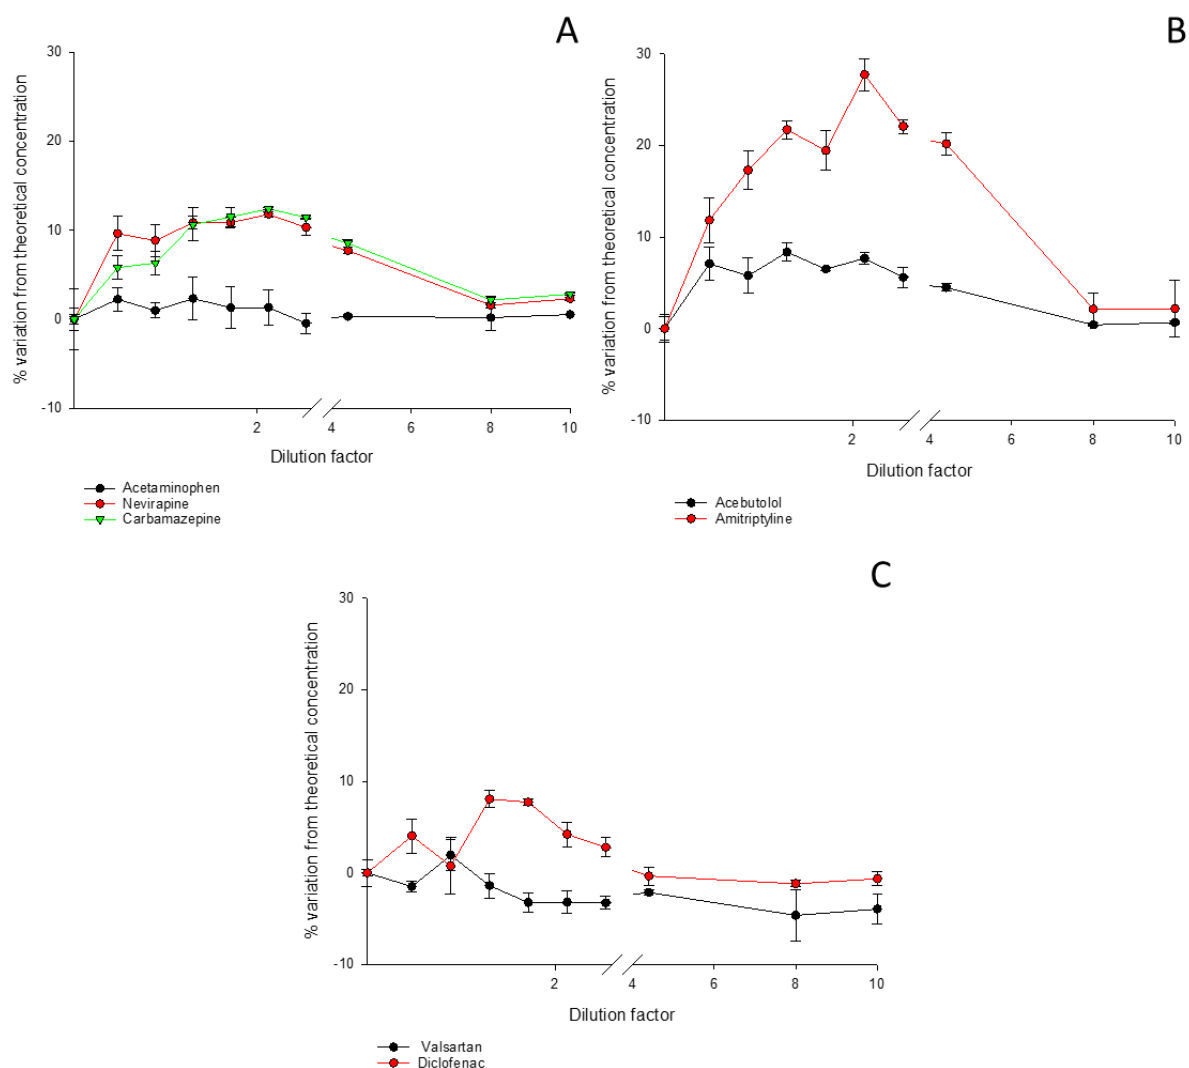 A
30
20
10
0
-10
% variation from theoretical concentration
2
4
6
8
10
Dilution factor
Acetaminophen
Nevirapine
Carbamazepine
B
30
20
10
0
-10
% variation from theoretical concentration
2
4
6
8
10
Dilution factor
Acebutolol
Amitriptyline
C
30
20
10
0
-10
% variation from theoretical concentration
2
4
6
8
10
Dilution factor
Valsartan
Diclofenac